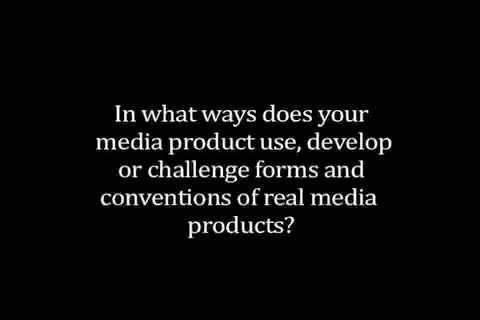 In what ways does your
media product use, develop
or challenge forms and
conventions of real media
products?